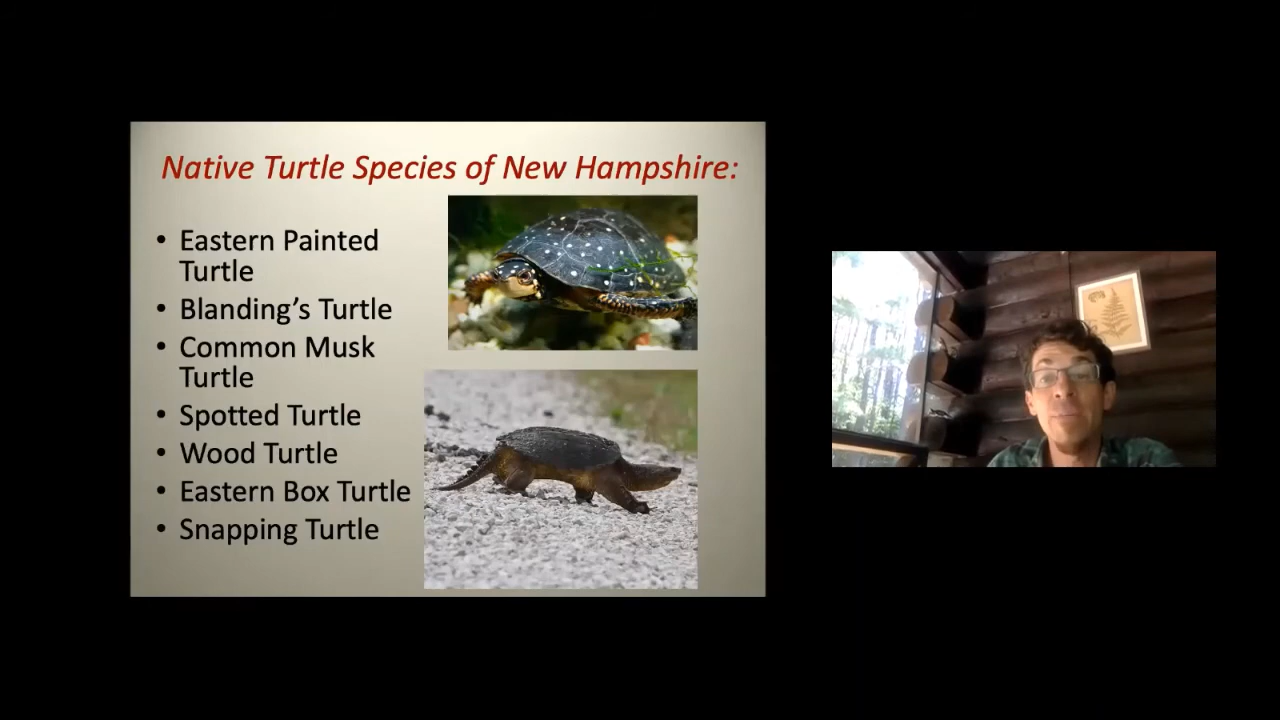 Native Turtle Species of New Hampshire:
• Eastern Painted
Turtle
• Blanding’s Turtle
• Common Musk
Turtle
• Spotted Turtle
• Wood Turtle
• Eastern Box Turtle
• Snapping Turtle